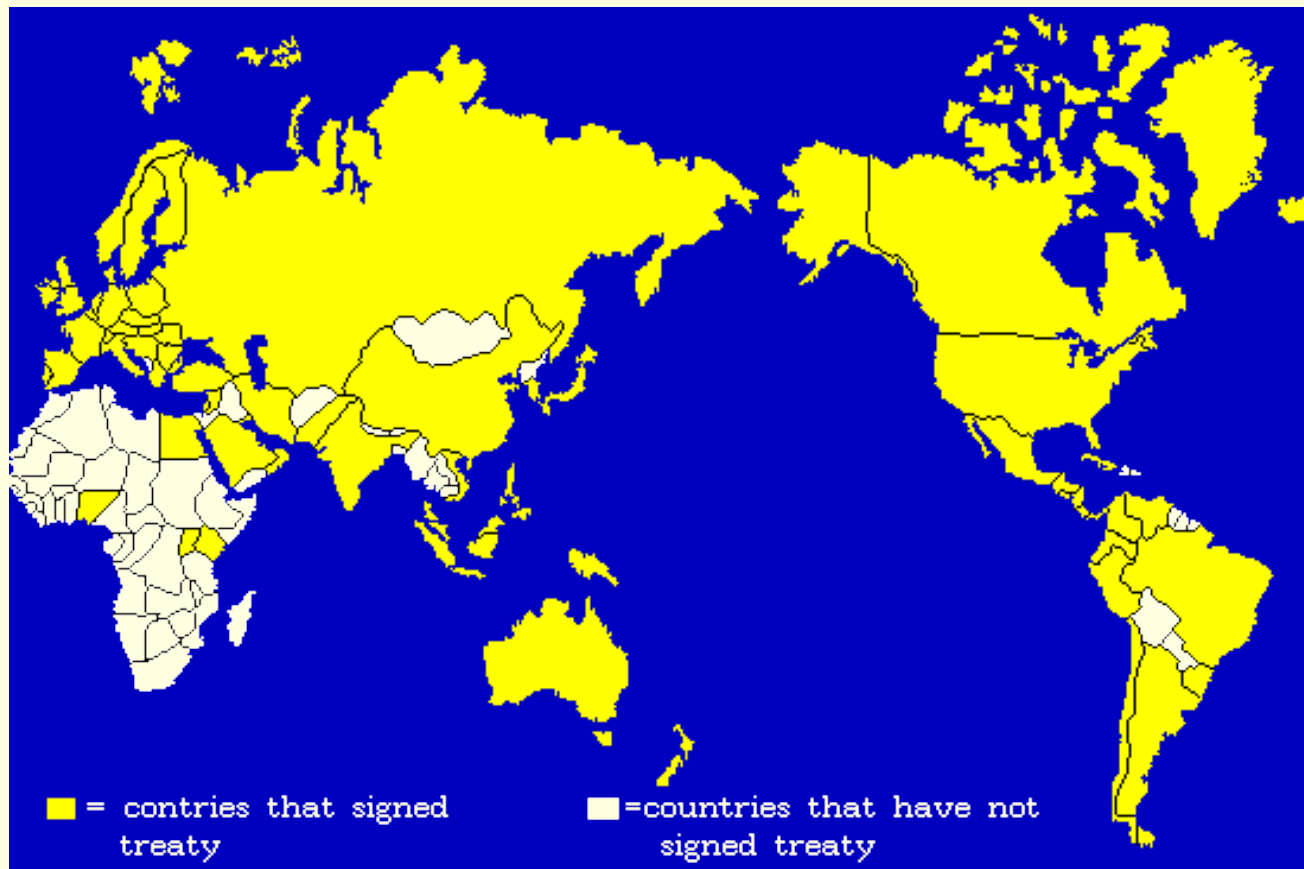 = contries that signed
treaty
=countries that have not
signed treaty